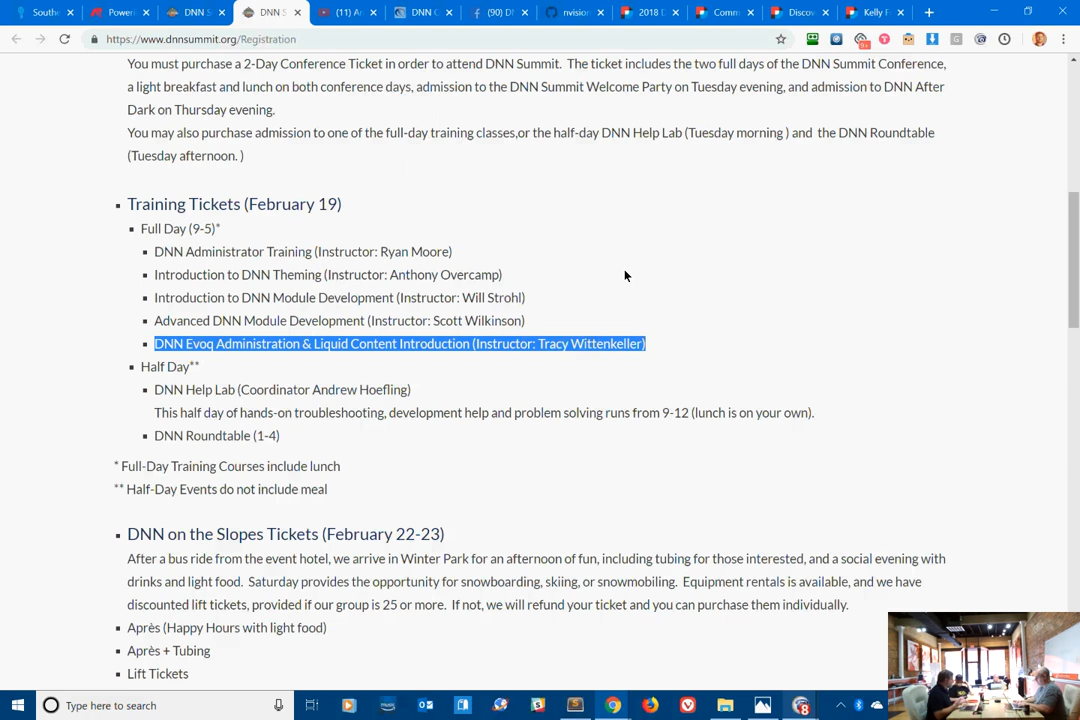 Southe
Poweri
DNN S
DNN S
(11) A
DNN C
(90) D
nvision
2018 D
Comm
Discov
Kelly F
https://www.dnnsummit.org/Registration
You must purchase a 2-Day Conference Ticket in order to attend DNN Summit. The ticket includes the two full days of the DNN Summit Conference,
a light breakfast and lunch on both conference days, admission to the DNN Summit Welcome Party on Tuesday evening, and admission to DNN After
Dark on Thursday evening.
You may also purchase admission to one of the full-day training classes,or the half-day DNN Help Lab (Tuesday morning ) and the DNN Roundtable
(Tuesday afternoon. )
Training Tickets (February 19)
Full Day (9-5)*
DNN Administrator Training (Instructor: Ryan Moore)
Introduction to DNN Theming (Instructor: Anthony Overcamp)
Introduction to DNN Module Development (Instructor: Will Strohl)
Advanced DNN Module Development (Instructor: Scott Wilkinson)
DNN Evoq Administration & Liquid Content Introduction (Instructor: Tracy Wittenkeller)
Half Day**
DNN Help Lab (Coordinator Andrew Hoefling)
This half day of hands-on troubleshooting, development help and problem solving runs from 9-12 (lunch is on your own).
DNN Roundtable (1-4)
* Full-Day Training Courses include lunch
** Half-Day Events do not include meal
DNN on the Slopes Tickets (February 22-23)
After a bus ride from the event hotel, we arrive in Winter Park for an afternoon of fun, including tubing for those interested, and a social evening with
drinks and light food. Saturday provides the opportunity for snowboarding, skiing, or snowmobiling. Equipment rentals is available, and we have
discounted lift tickets, provided if our group is 25 or more. If not, we will refund your ticket and you can purchase them individually.
Après (Happy Hours with light food)
Après + Tubing
Lift Tickets
Type here to search